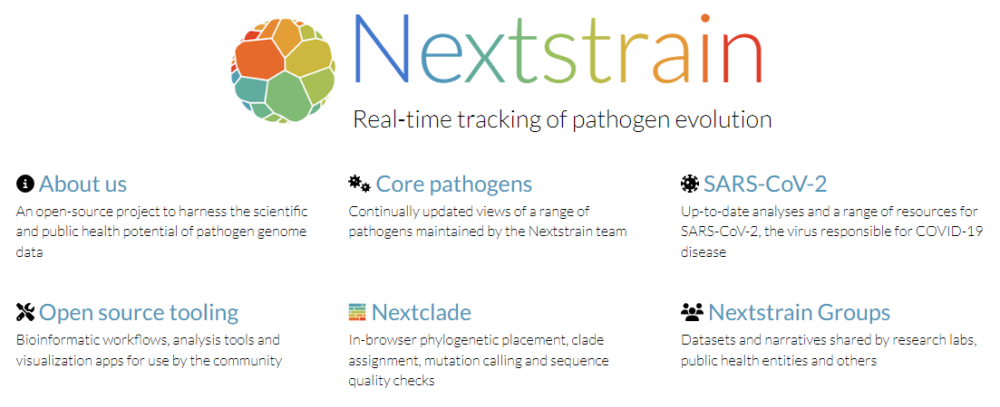 Nextstrain
Real-time tracking of pathogen evolution
About us
An open-source project to harness the scientific
and public health potential of pathogen genome
data
Core pathogens
Continually updated views of a range of
pathogens maintained by the Nextstrain team
SARS-CoV-2
Up-to-date analyses and a range of resources for
SARS-CoV-2, the virus responsible for COVID-19
disease
Open source tooling
Bioinformatic workflows, analysis tools and
visualization apps for use by the community
Nextclade
In-browser phylogenetic placement, clade
assignment, mutation calling and sequence
quality checks
Nextstrain Groups
Datasets and narratives shared by research labs,
public health entities and others